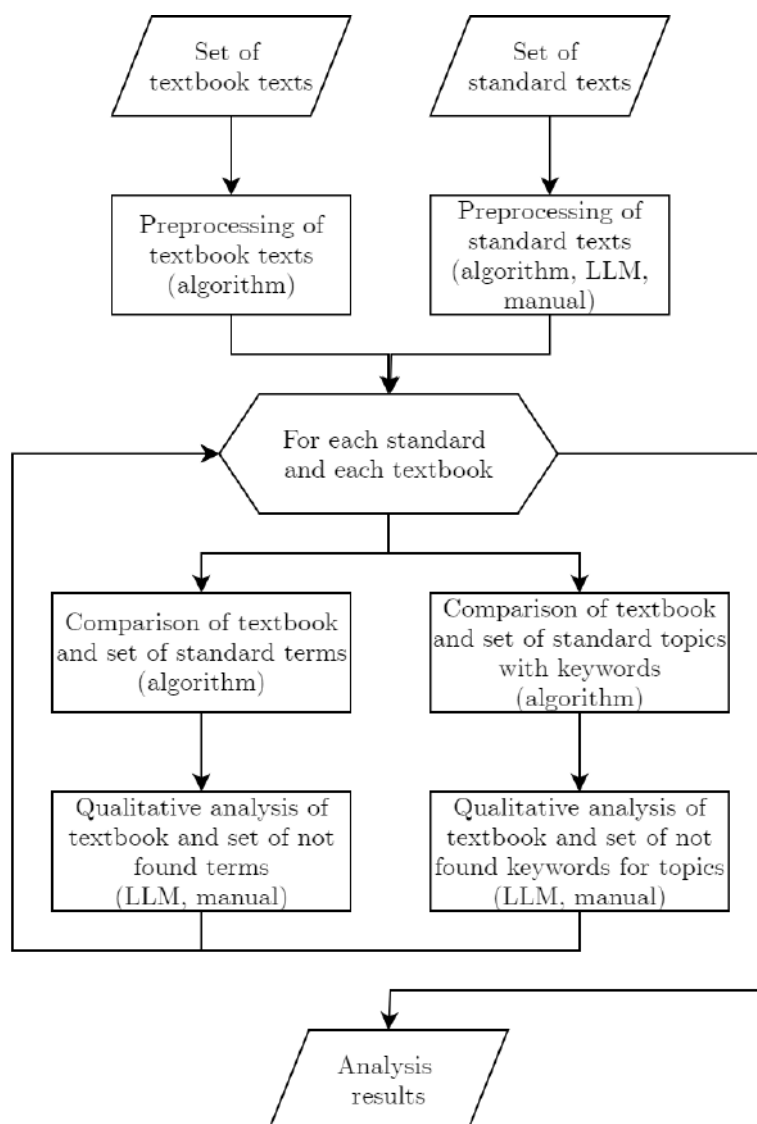 Set of
textbook texts
Set of
standard texts
Preprocessing of
textbook texts
(algorithm)
Preprocessing of
standard texts
(algorithm, LLM,
manual)
For each standard
and each textbook
Comparison of textbook
and set of standard terms
(algorithm)
Comparison of textbook
and set of standard topics
with keywords
(algorithm)
Qualitative analysis of
textbook and set of not
found terms
(LLM, manual)
Qualitative analysis of
textbook and set of not
found keywords for topics
(LLM, manual)
Analysis
results